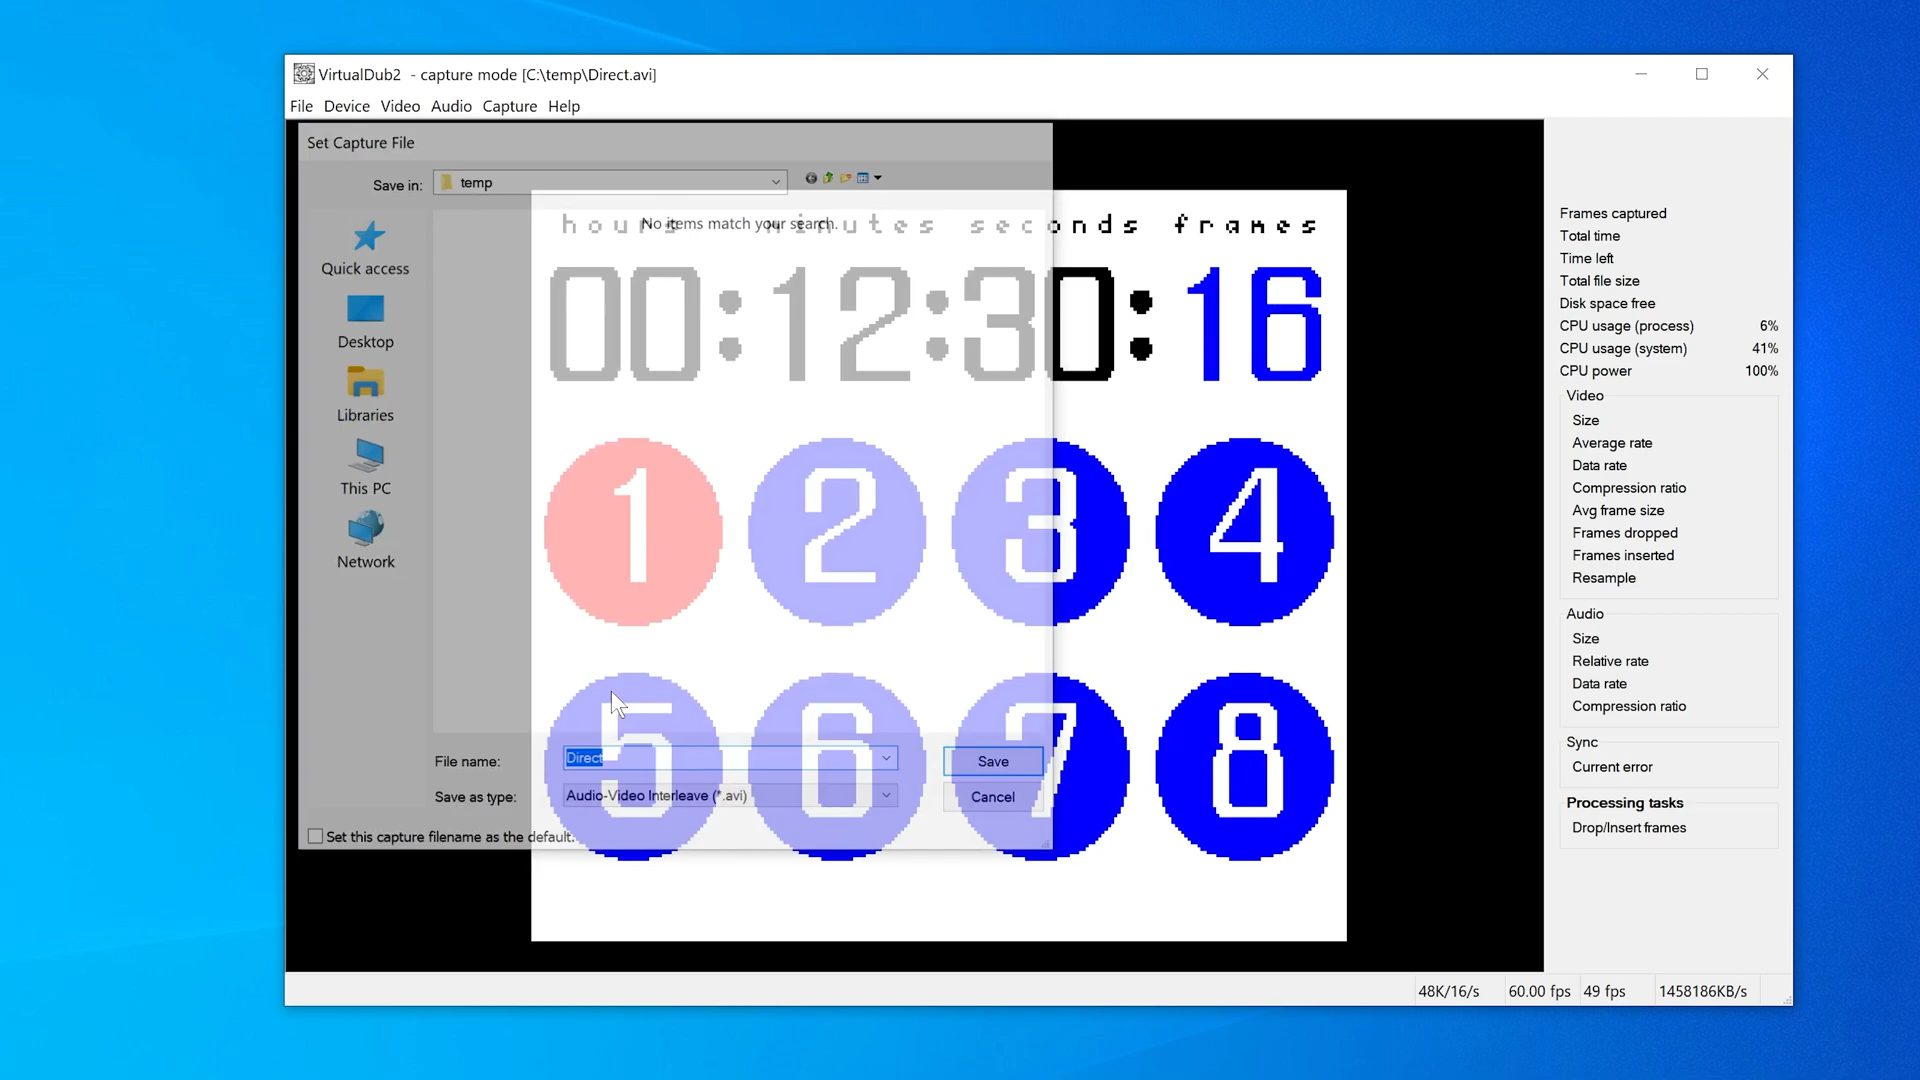 VirtualDub2 - capture mode [C:\temp\Direct.avi]
File Device Video Audio Capture Help
Set Capture File
Save in: temp
No items match your search.
hours minutes seconds frames
00:12:30:16
Quick access
Desktop
Libraries
This PC
Network
1 2 3 4
5 6 7 8
File name: Direct Save
Save as type: Audio-Video Interleave (*.avi) Cancel
Set this capture filename as the default.
Frames captured
Total time
Time left
Total file size
Disk space free
CPU usage (process) 6%
CPU usage (system) 41%
CPU power 100%
Video
Size
Average rate
Data rate
Compression ratio
Avg frame size
Frames dropped
Frames inserted
Resample
Audio
Size
Relative rate
Data rate
Compression ratio
Sync
Current error
Processing tasks
Drop/Insert frames
48K/16/s 60.00 fps 49 fps 1458186KB/s